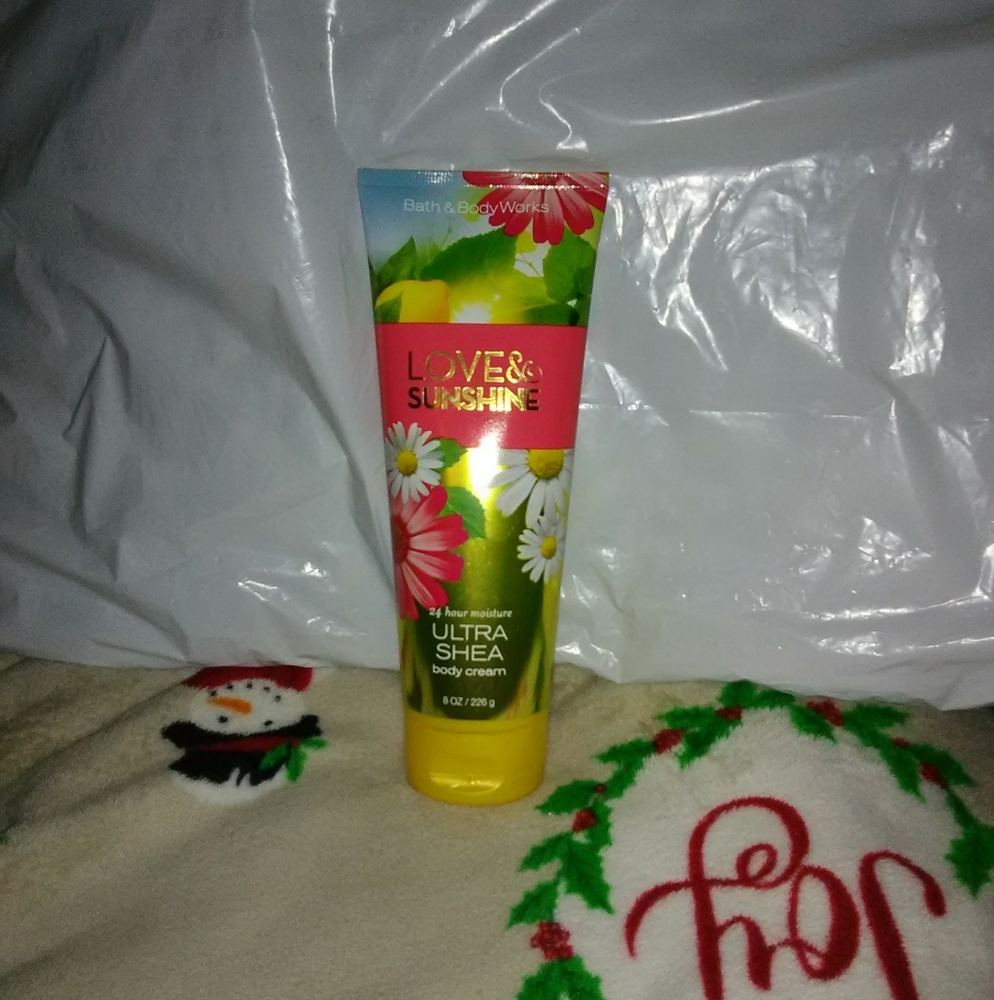 Bath & Body Works
LOVE&
SUNSHINE
24 hour moisture
ULTRA
SHEA
body cream
8 OZ / 226 g
Joy